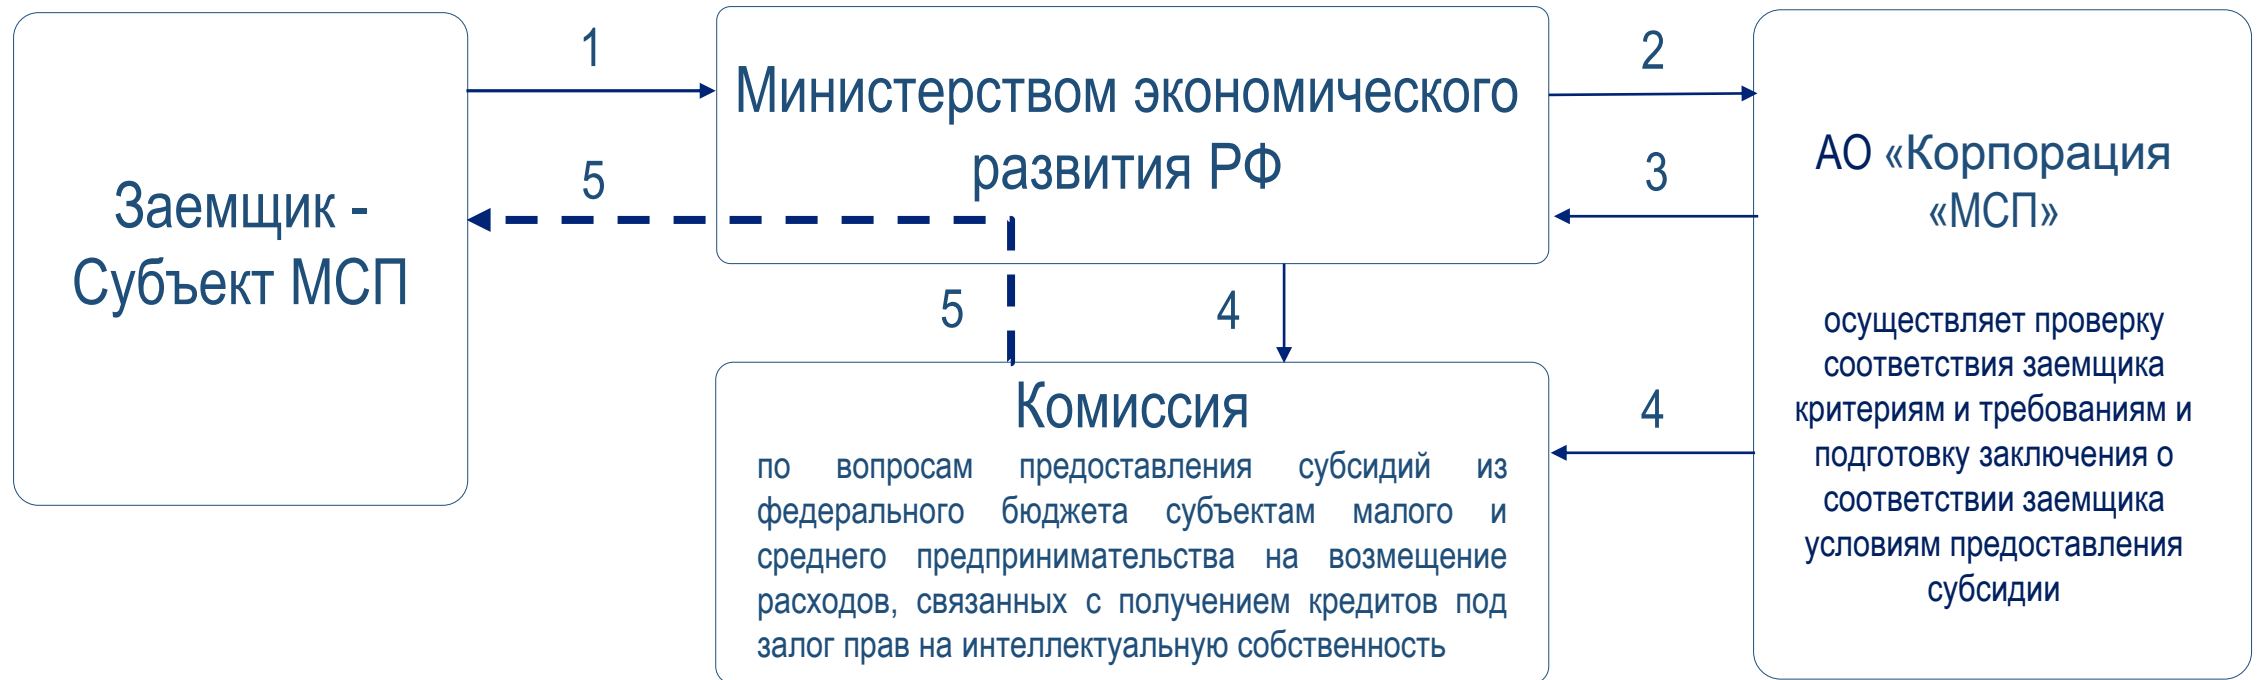 Заемщик -
Субъект МСП
1
5
Министерством экономического
развития РФ
2
3
5
4
4
Комиссия
по вопросам предоставления субсидий из
федерального бюджета субъектам малого и
среднего предпринимательства на возмещение
расходов, связанных с получением кредитов под
залог прав на интеллектуальную собственность
АО «Корпорация
«МСП»
осуществляет проверку
соответствия заемщика
критериям и требованиям и
подготовку заключения о
соответствии заемщика
условиям предоставления
субсидии